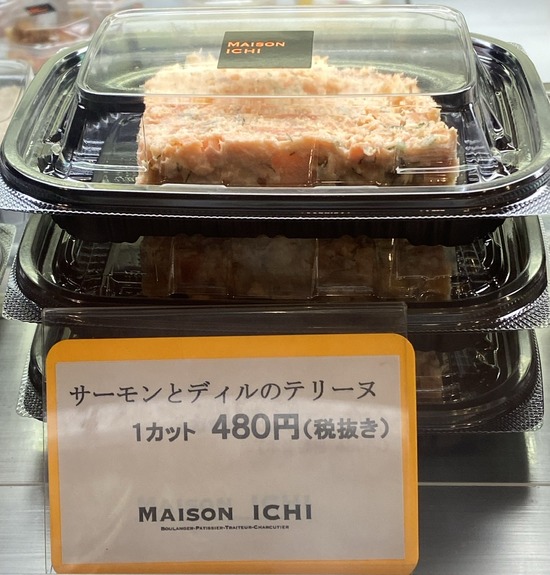 MAISON
ICHI
サーモンとディルのテリーヌ
1カット 480円(税抜き)
MAISON ICHI
BOULANGER-PATISSIER-TRAITEUR-CHARCUTIER